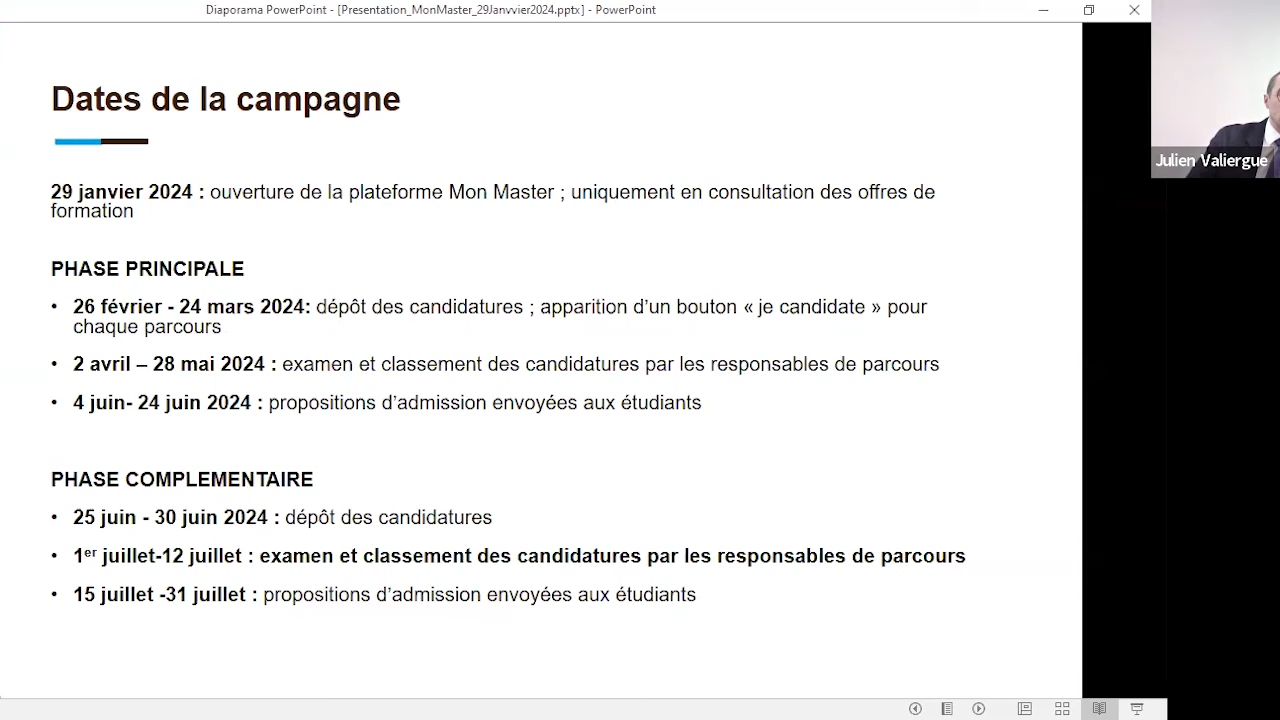 Diaporama PowerPoint - [Presentation_MonMaster_29Janvvier2024.pptx] - PowerPoint
Dates de la campagne
29 janvier 2024 : ouverture de la plateforme Mon Master ; uniquement en consultation des offres de
formation
PHASE PRINCIPALE
• 26 février - 24 mars 2024: dépôt des candidatures ; apparition d’un bouton « je candidate » pour
chaque parcours
• 2 avril – 28 mai 2024 : examen et classement des candidatures par les responsables de parcours
• 4 juin- 24 juin 2024 : propositions d’admission envoyées aux étudiants
PHASE COMPLEMENTAIRE
• 25 juin - 30 juin 2024 : dépôt des candidatures
• 1er juillet-12 juillet : examen et classement des candidatures par les responsables de parcours
• 15 juillet -31 juillet : propositions d’admission envoyées aux étudiants
Julien Valiergue